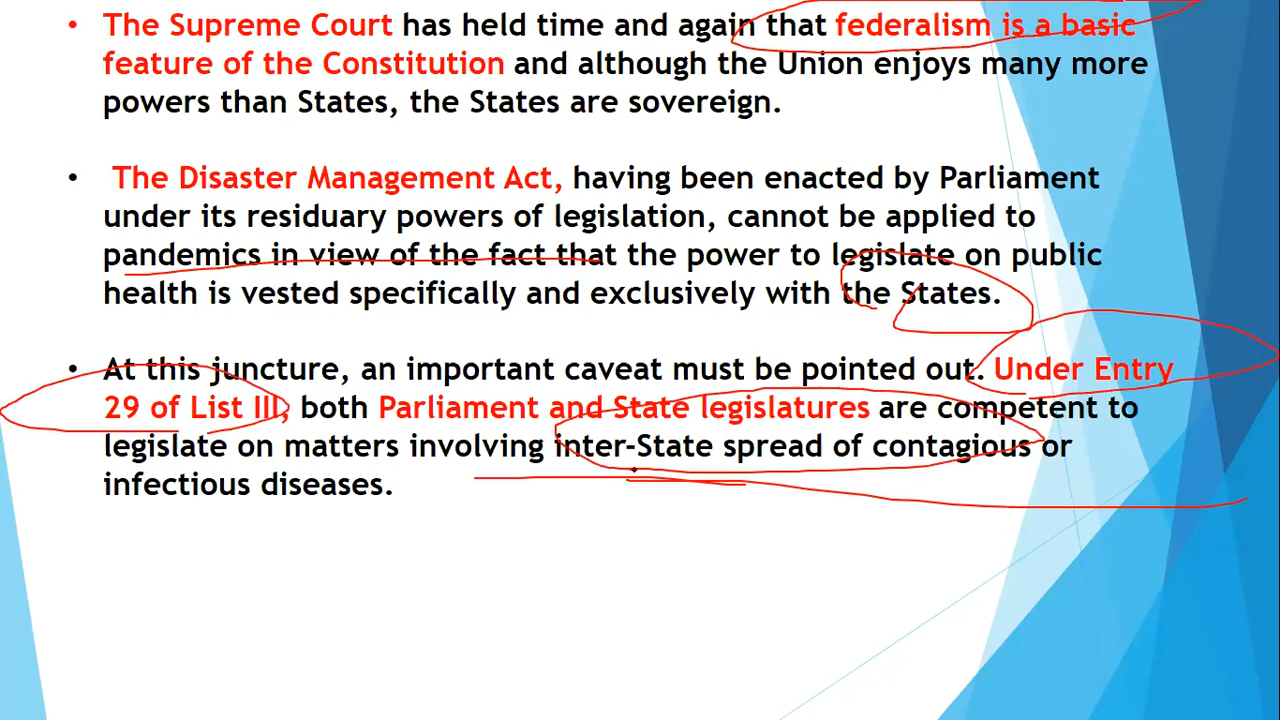 • The Supreme Court has held time and again that federalism is a basic
feature of the Constitution and although the Union enjoys many more
powers than States, the States are sovereign.
• The Disaster Management Act, having been enacted by Parliament
under its residuary powers of legislation, cannot be applied to
pandemics in view of the fact that the power to legislate on public
health is vested specifically and exclusively with the States.
• At this juncture, an important caveat must be pointed out. Under Entry
29 of List III, both Parliament and State legislatures are competent to
legislate on matters involving inter-State spread of contagious or
infectious diseases.